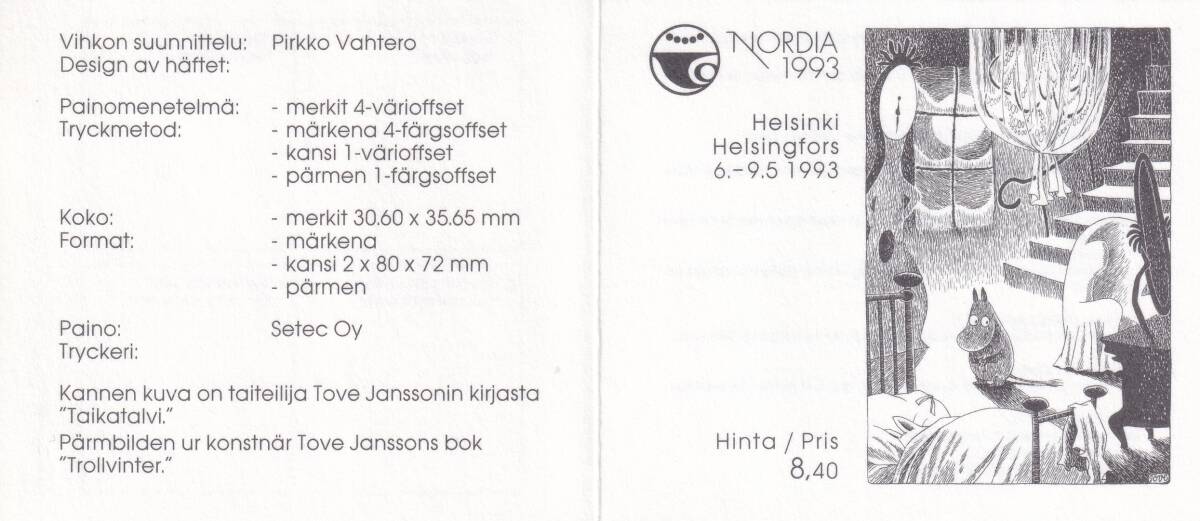 Vihkon suunnittelu: Pirkko Vahtero
Design av häftet:
Painomenetelmä: - merkit 4-värioffset
Tryckmetod: - märkena 4-färgsoffset
- kansi 1-värioffset
- pärmen 1-färgsoffset
Koko: - merkit 30.60 x 35.65 mm
Format: - märkena
- kansi 2 x 80 x 72 mm
- pärmen
Paino: Setec Oy
Tryckeri:
Kannen kuva on taiteilija Tove Janssonin kirjasta
"Taikatalvi."
Pärmbilden ur konstnär Tove Janssons bok
"Trollvinter."
NORDIA
1993
Helsinki
Helsingfors
6.–9.5 1993
Hinta / Pris
8,40